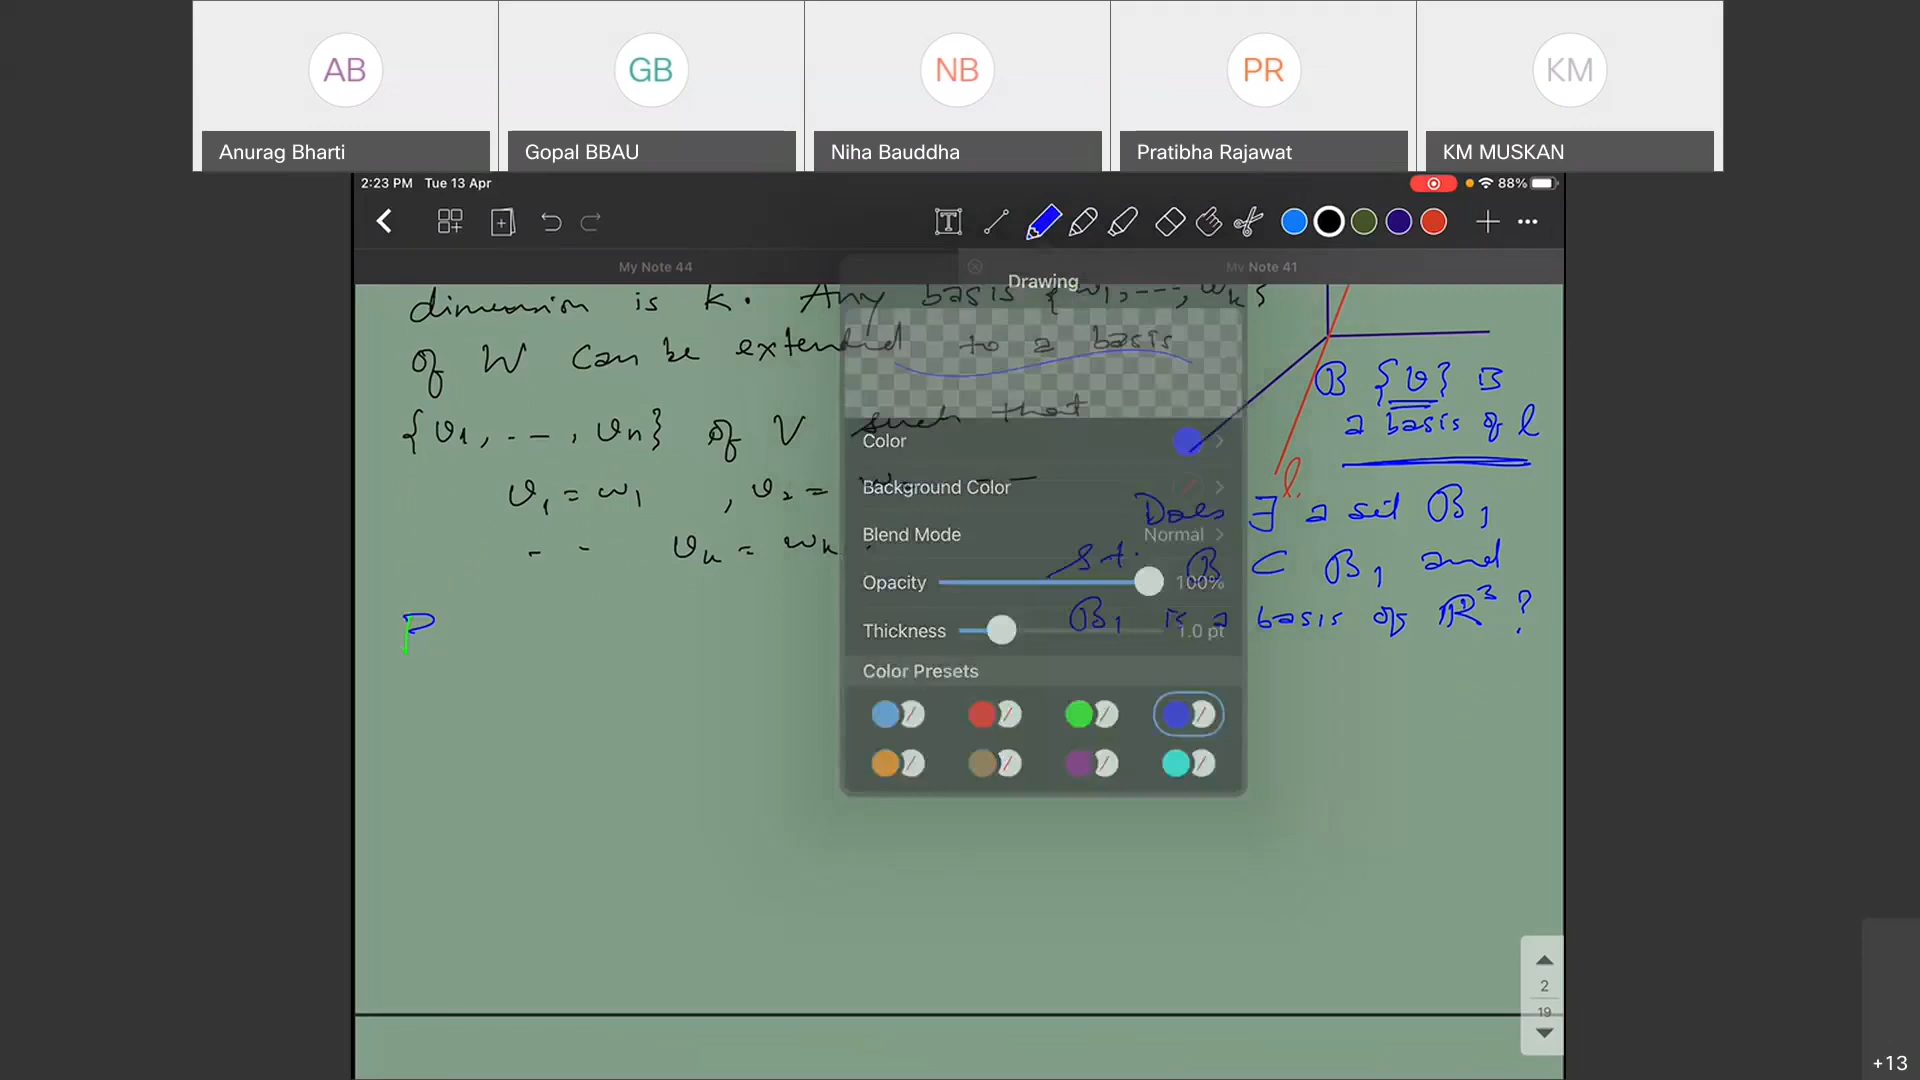 AB
GB
NB
PR
KM
Anurag Bharti
Gopal BBAU
Niha Bauddha
Pratibha Rajawat
KM MUSKAN
2:23 PM Tue 13 Apr
88%
T
My Note 44
My Note 41
dimension is k. Any basis {w1, ---, wk}
of W can be extended to a basis
{v1, - - -, vn} of V such that
v1 = w1 , v2 = w2 - -
- - vk = wk .
P
Drawing
Color
Background Color
Blend Mode
Normal
Opacity
100%
Thickness
1.0 pt
Color Presets
B {v} is
a basis of l
l.
Does ∃ a set B1
s.t. B ⊂ B1 and
B1 is a basis of ℝ3 ?
2
19
+13